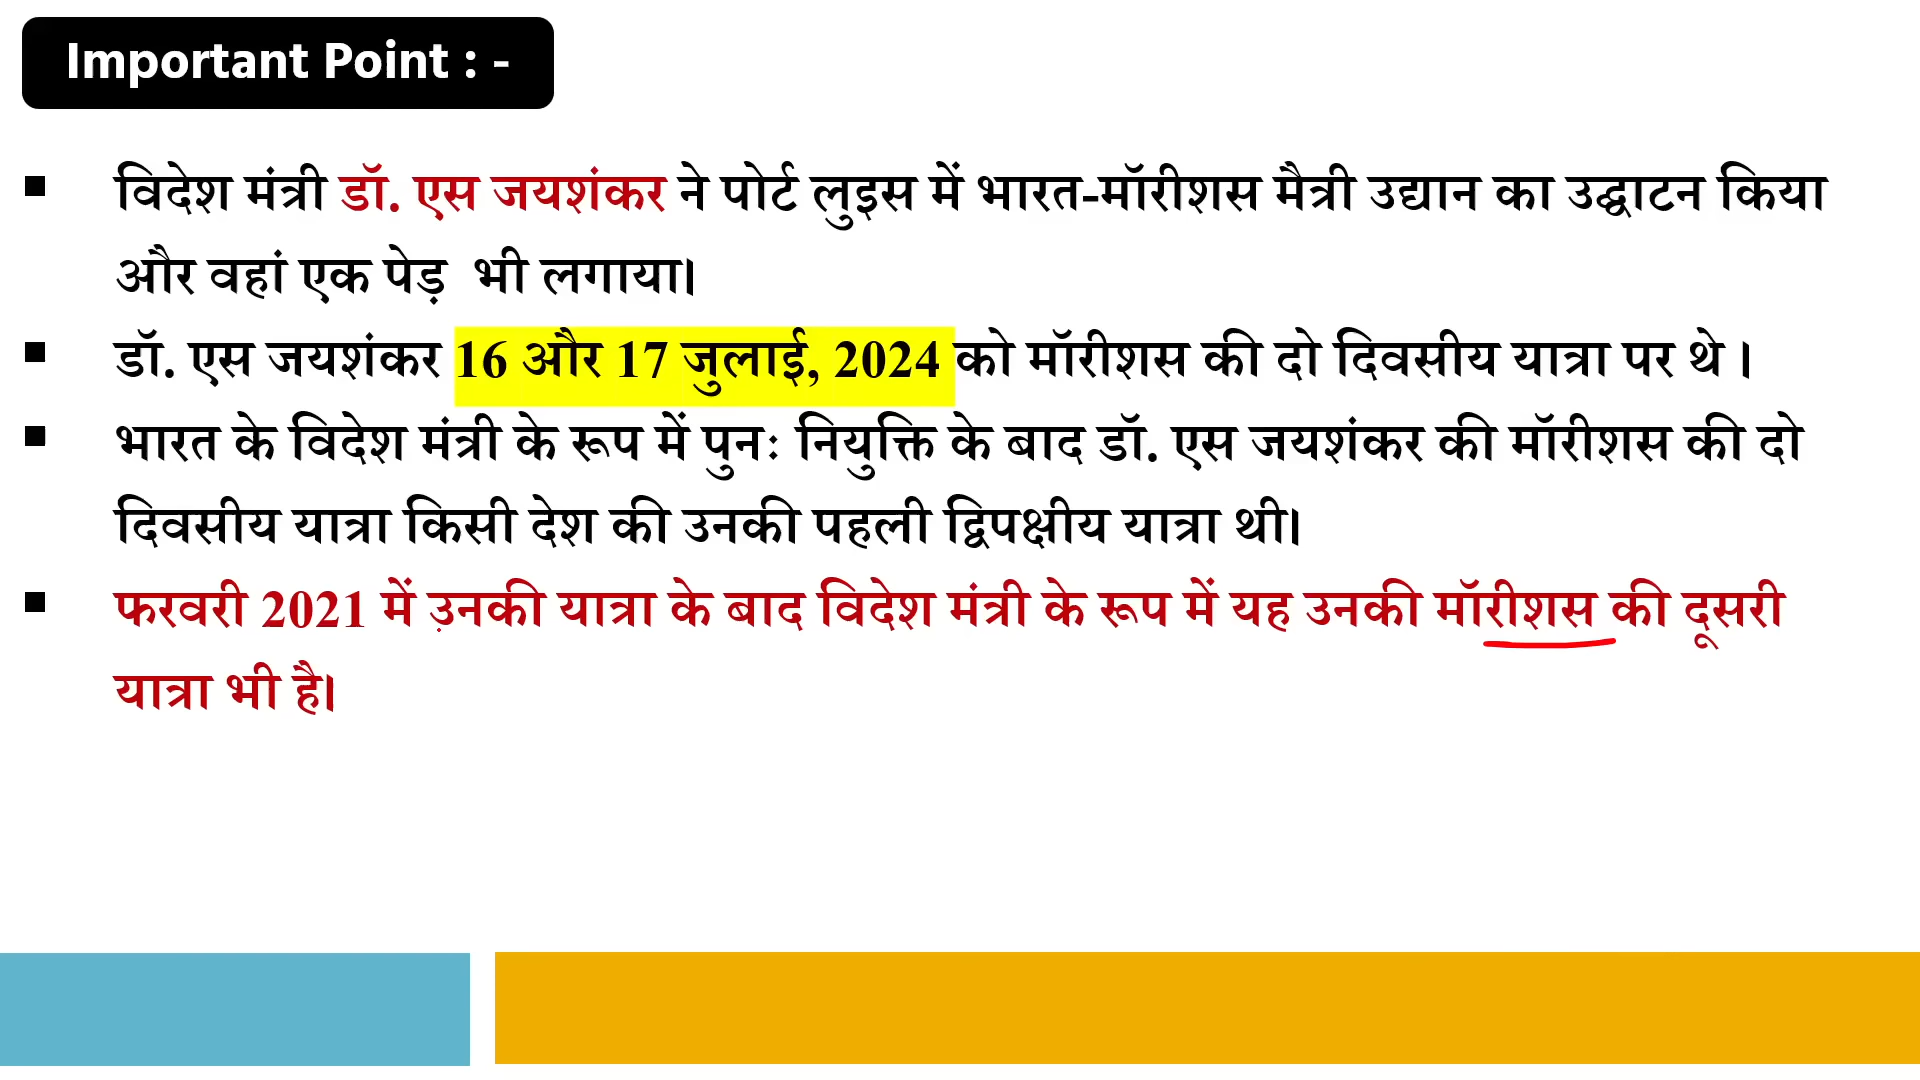 Important Point : -
▪ विदेश मंत्री डॉ. एस जयशंकर ने पोर्ट लुइस में भारत-मॉरीशस मैत्री उद्यान का उद्घाटन किया
और वहां एक पेड़ भी लगाया।
▪ डॉ. एस जयशंकर 16 और 17 जुलाई, 2024 को मॉरीशस की दो दिवसीय यात्रा पर थे ।
▪ भारत के विदेश मंत्री के रूप में पुनः नियुक्ति के बाद डॉ. एस जयशंकर की मॉरीशस की दो
दिवसीय यात्रा किसी देश की उनकी पहली द्विपक्षीय यात्रा थी।
▪ फरवरी 2021 में उनकी यात्रा के बाद विदेश मंत्री के रूप में यह उनकी मॉरीशस की दूसरी
यात्रा भी है।